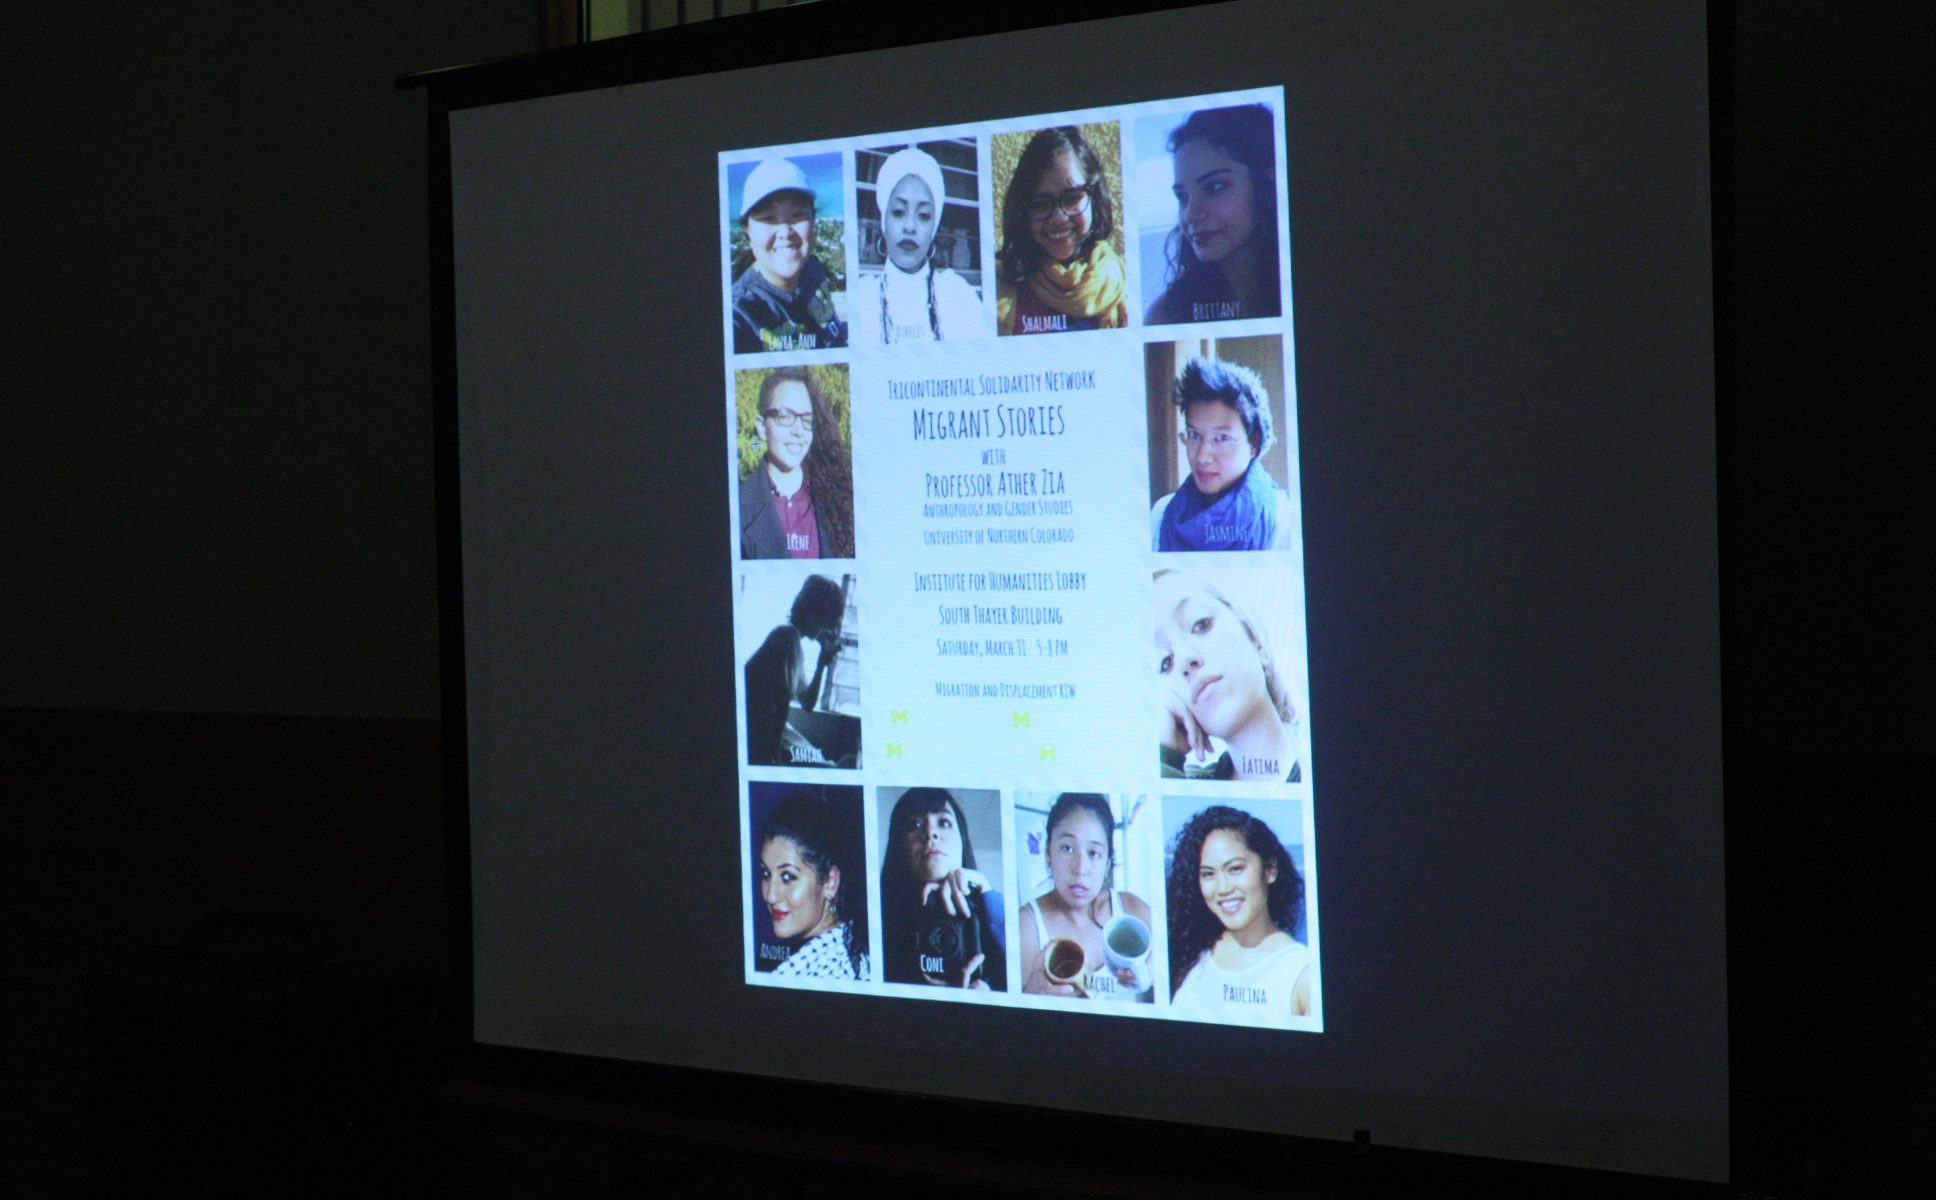 Laura-Ann
Shalmali
Brittany
Tricontinental Solidarity Network
Migrant Stories
with
Professor Ather Zia
Anthropology and Gender Studies
University of Northern Colorado
Irene
Jasmine
Institute for Humanities Lobby
South Thayer Building
Saturday, March 31 5-8 PM
Migration and Displacement RIW
M M
M M
Samiah
Fatima
Andrea
Coni
Rachel
Paulina